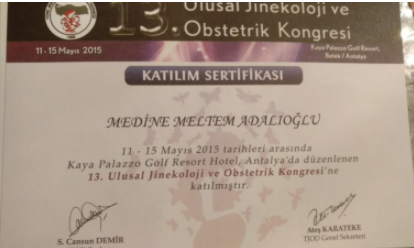 13. Ulusal Jinekoloji ve
Obstetrik Kongresi
11 - 15 Mayıs 2015
Kaya Palazzo Golf Resort,
Belek / Antalya
KATILIM SERTİFİKASI
MEDİNE MELTEM ADALIOĞLU
11 - 15 Mayıs 2015 tarihleri arasında
Kaya Palazzo Golf Resort Hotel, Antalya'da düzenlenen
13. Ulusal Jinekoloji ve Obstetrik Kongresi'ne
katılmıştır.
S. Cansun DEMİR
Ateş KARATEKE
TJOD Genel Sekreteri